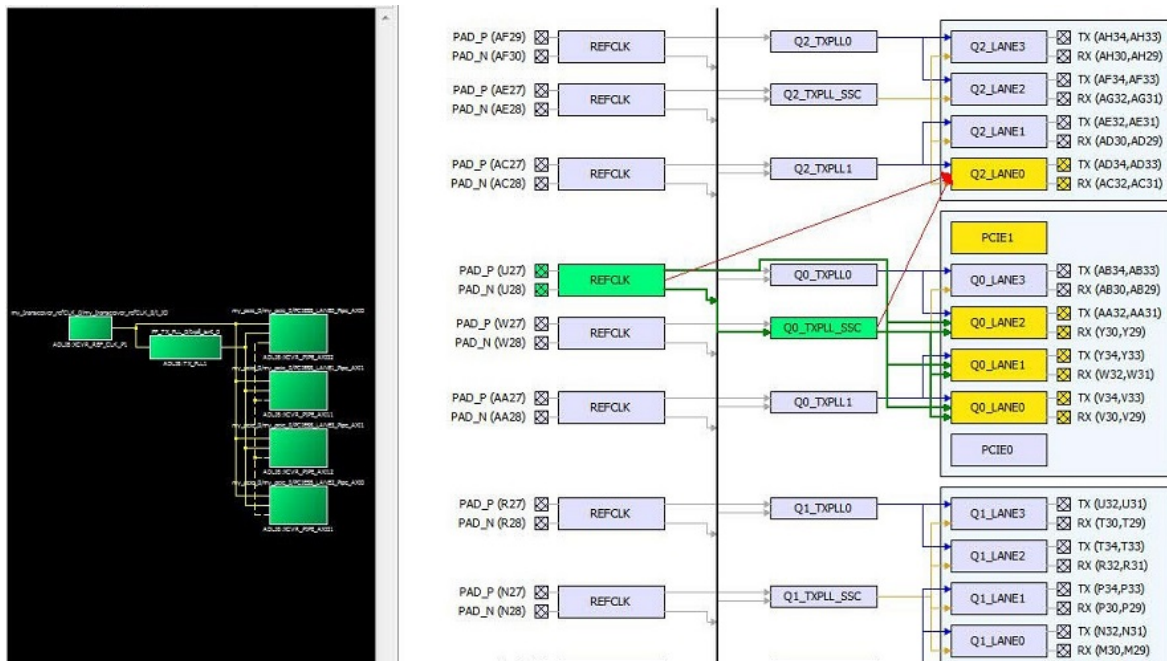 PAD_P (AF29)
PAD_N (AF30)
REFCLK
Q2_TXPLL0
Q2_LANE3
TX (AH34,AH33)
RX (AH30,AH29)
PAD_P (AE27)
PAD_N (AE28)
REFCLK
Q2_TXPLL_SSC
Q2_LANE2
TX (AF34,AF33)
RX (AG32,AG31)
Q2_LANE1
TX (AE32,AE31)
RX (AD30,AD29)
PAD_P (AC27)
PAD_N (AC28)
REFCLK
Q2_TXPLL1
Q2_LANE0
TX (AD34,AD33)
RX (AC32,AC31)
PCIE1
PAD_P (U27)
PAD_N (U28)
REFCLK
Q0_TXPLL0
Q0_LANE3
TX (AB34,AB33)
RX (AB30,AB29)
PAD_P (W27)
PAD_N (W28)
REFCLK
Q0_TXPLL_SSC
Q0_LANE2
TX (AA32,AA31)
RX (Y30,Y29)
Q0_LANE1
TX (Y34,Y33)
RX (W32,W31)
PAD_P (AA27)
PAD_N (AA28)
REFCLK
Q0_TXPLL1
Q0_LANE0
TX (V34,V33)
RX (V30,V29)
PCIE0
PAD_P (R27)
PAD_N (R28)
REFCLK
Q1_TXPLL0
Q1_LANE3
TX (U32,U31)
RX (T30,T29)
Q1_LANE2
TX (T34,T33)
RX (R32,R31)
PAD_P (N27)
PAD_N (N28)
REFCLK
Q1_TXPLL_SSC
Q1_LANE1
TX (P34,P33)
RX (P30,P29)
Q1_LANE0
TX (N32,N31)
RX (M30,M29)
ADLIB:XCVR_REF_CLK_P1
ADLIB:TX_PLL1